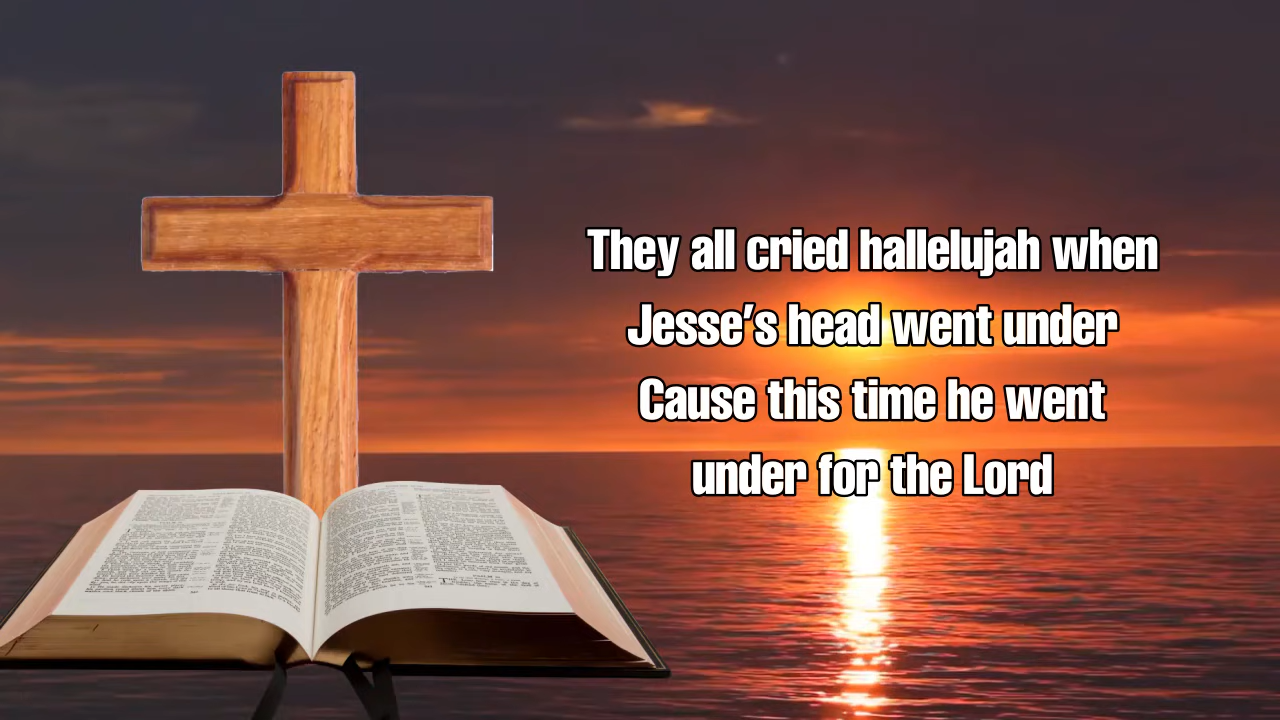 They all cried hallelujah when
Jesse's head went under
Cause this time he went
under for the Lord